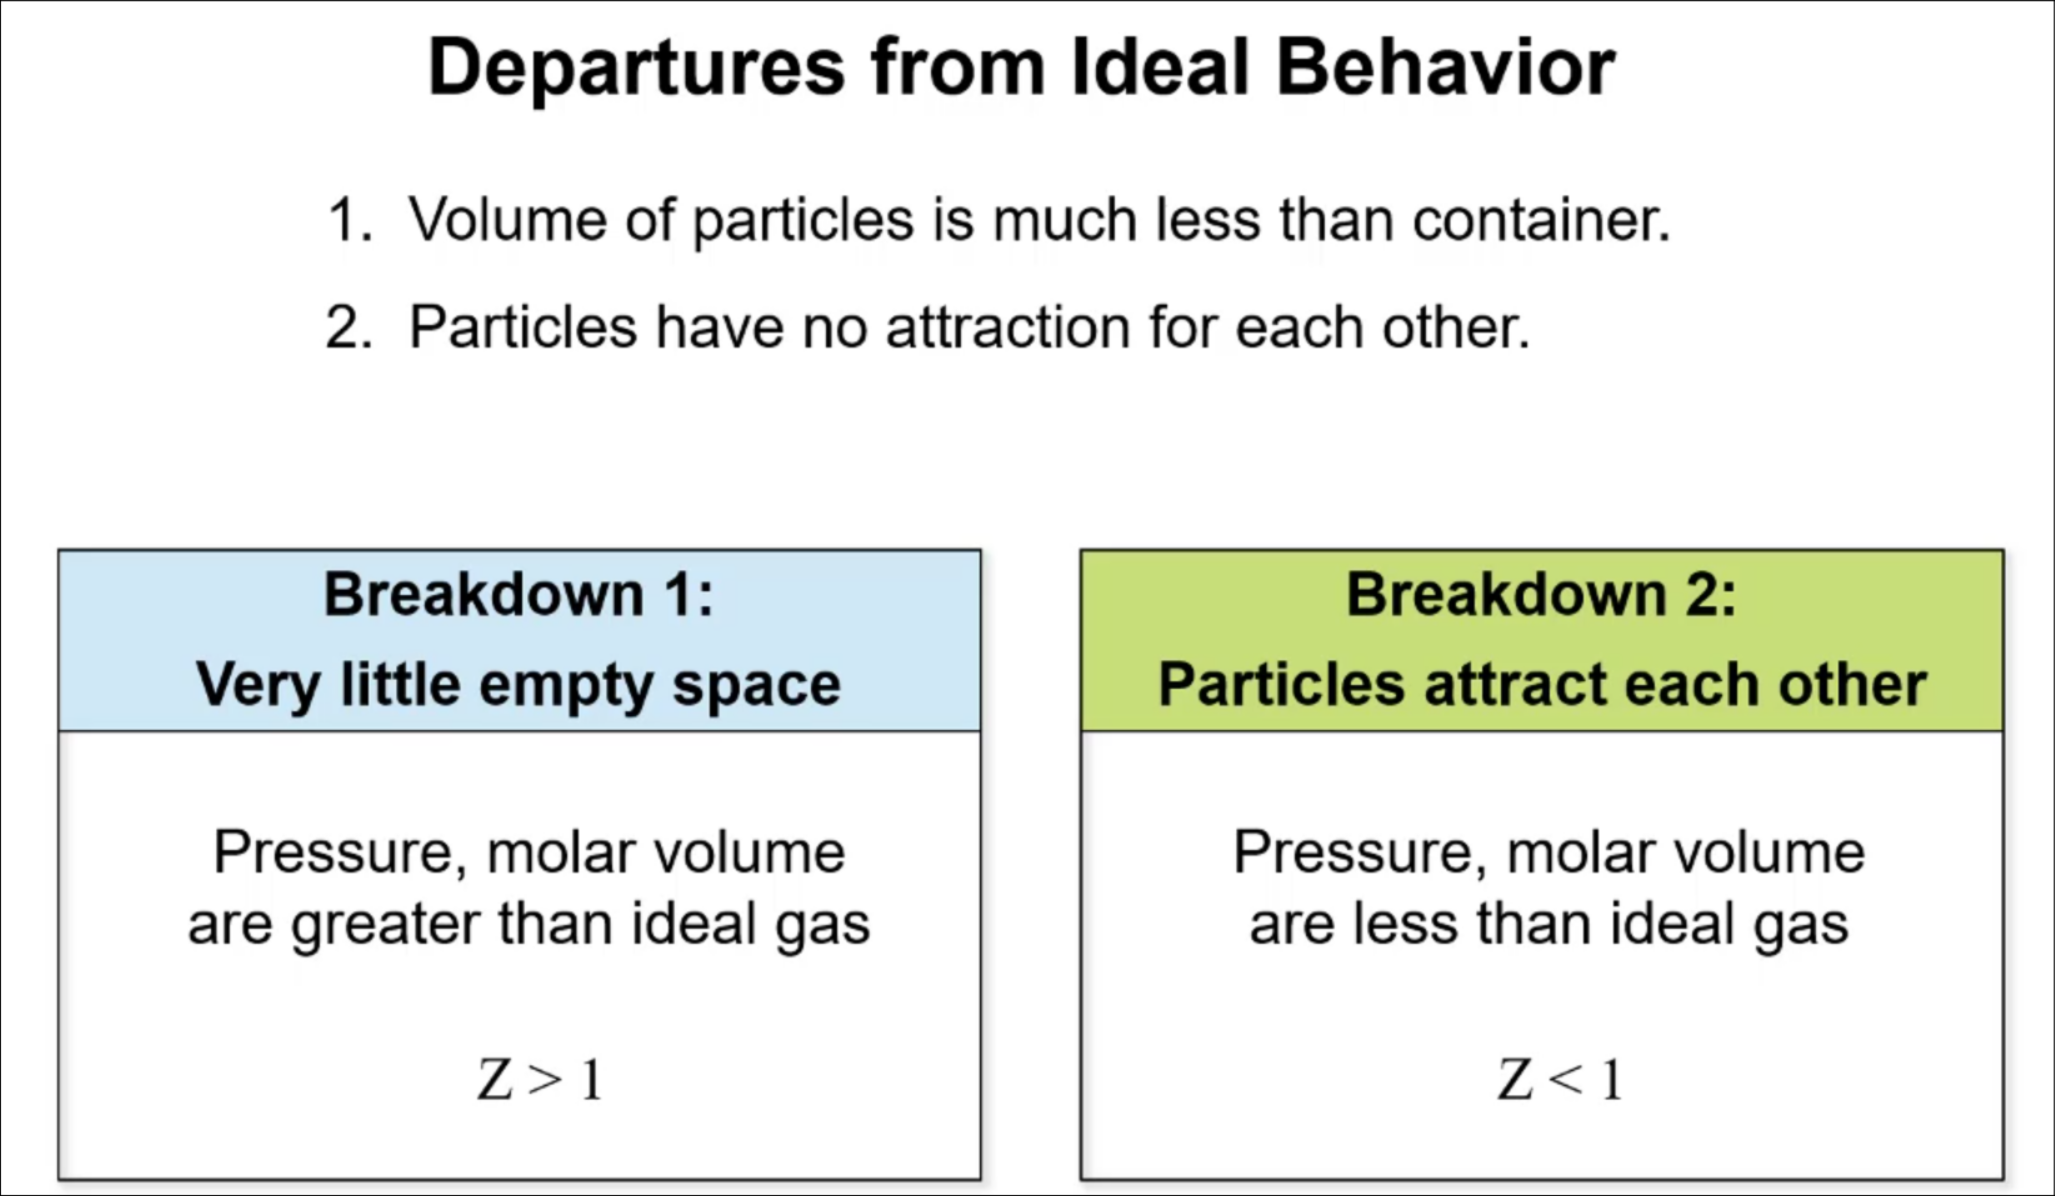 Departures from Ideal Behavior
1. Volume of particles is much less than container.
2. Particles have no attraction for each other.
Breakdown 1:
Very little empty space
Pressure, molar volume
are greater than ideal gas
Z > 1
Breakdown 2:
Particles attract each other
Pressure, molar volume
are less than ideal gas
Z < 1